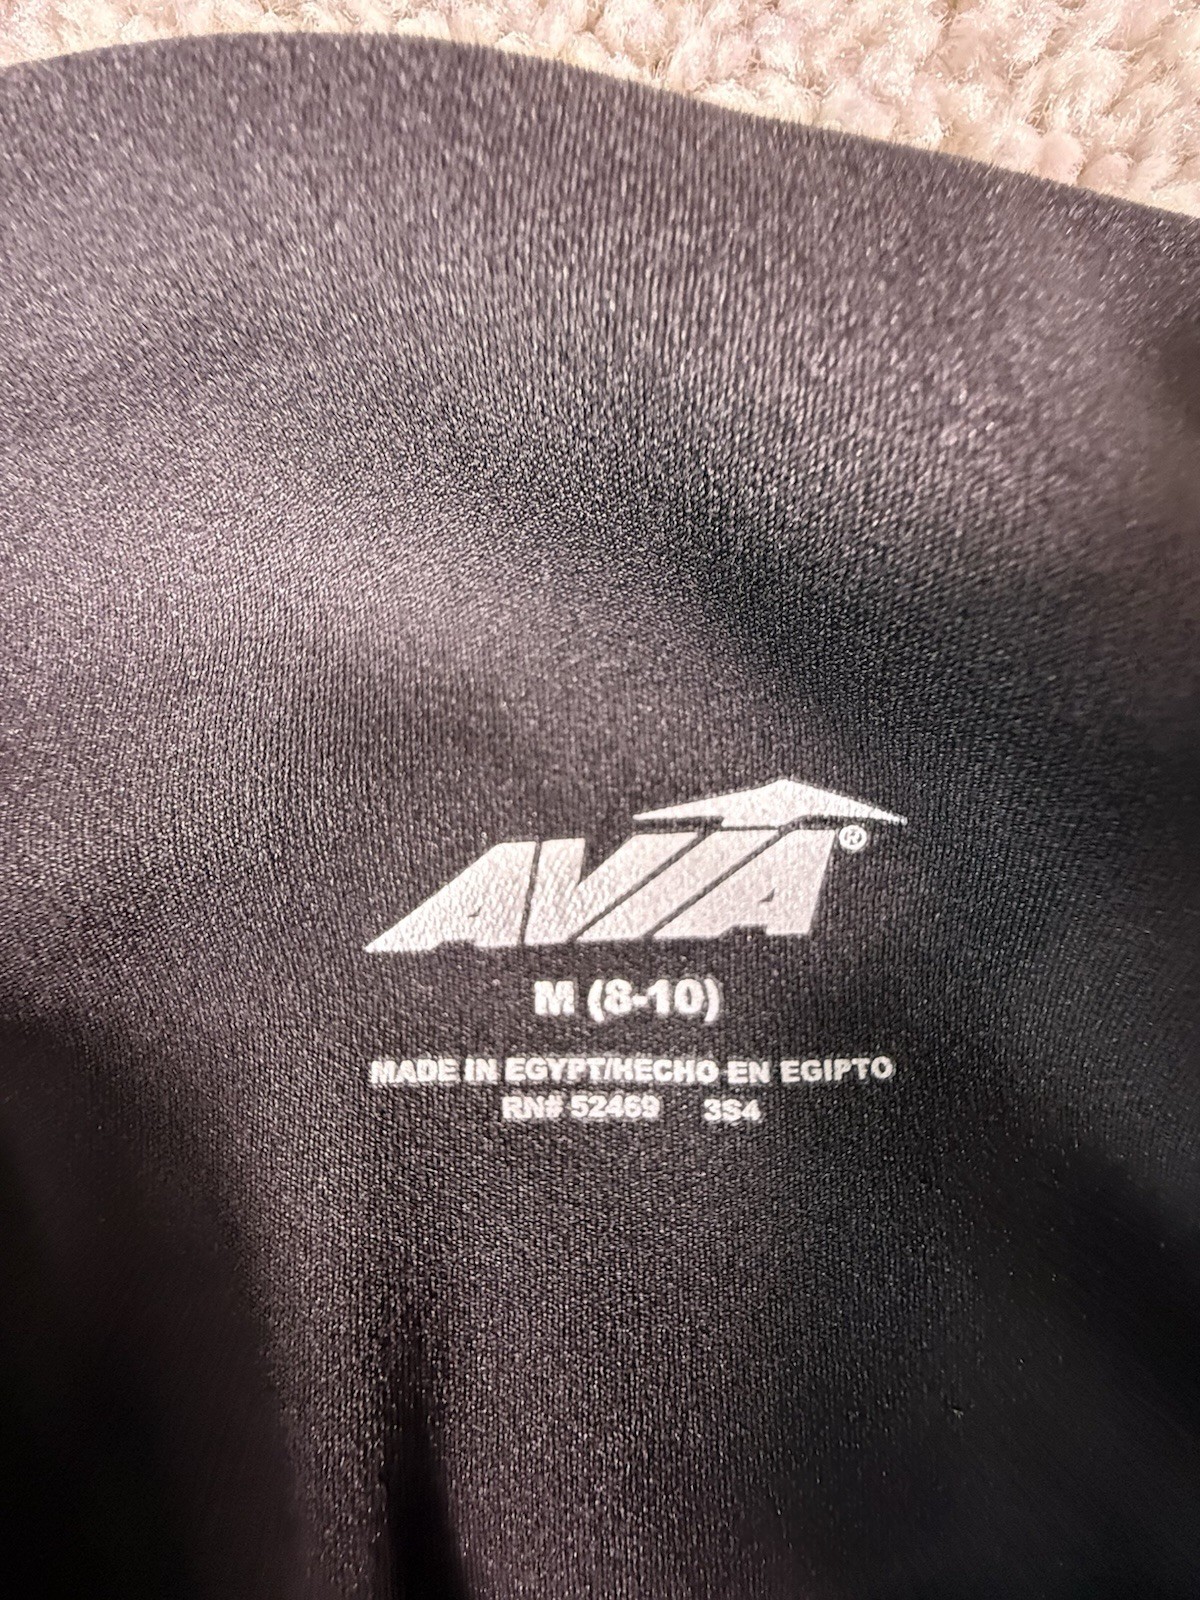 AVIA®
M (8-10)
MADE IN EGYPT/HECHO EN EGIPTO
RN# 52469 3S4